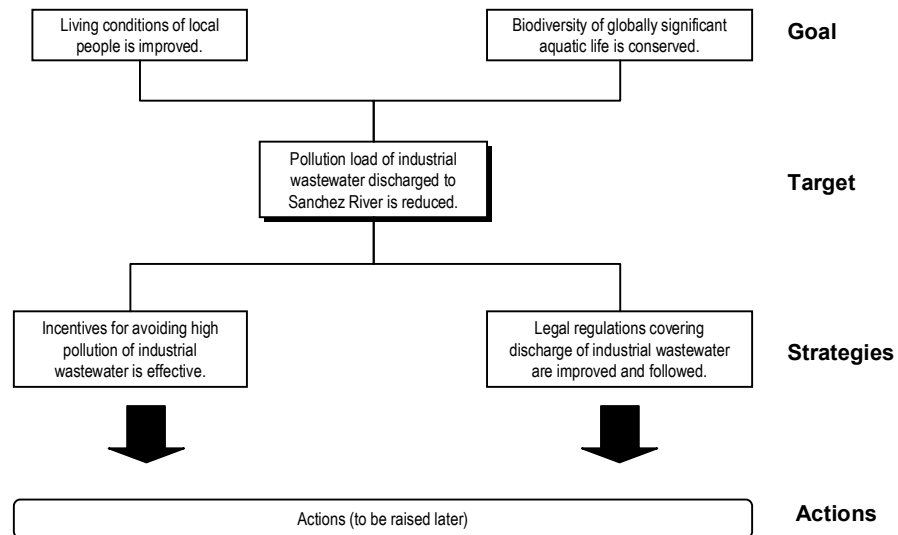 Living conditions of local
people is improved.
Biodiversity of globally significant
aquatic life is conserved.
Goal
Pollution load of industrial
wastewater discharged to
Sanchez River is reduced.
Target
Incentives for avoiding high
pollution of industrial
wastewater is effective.
Legal regulations covering
discharge of industrial wastewater
are improved and followed.
Strategies
Actions (to be raised later)
Actions